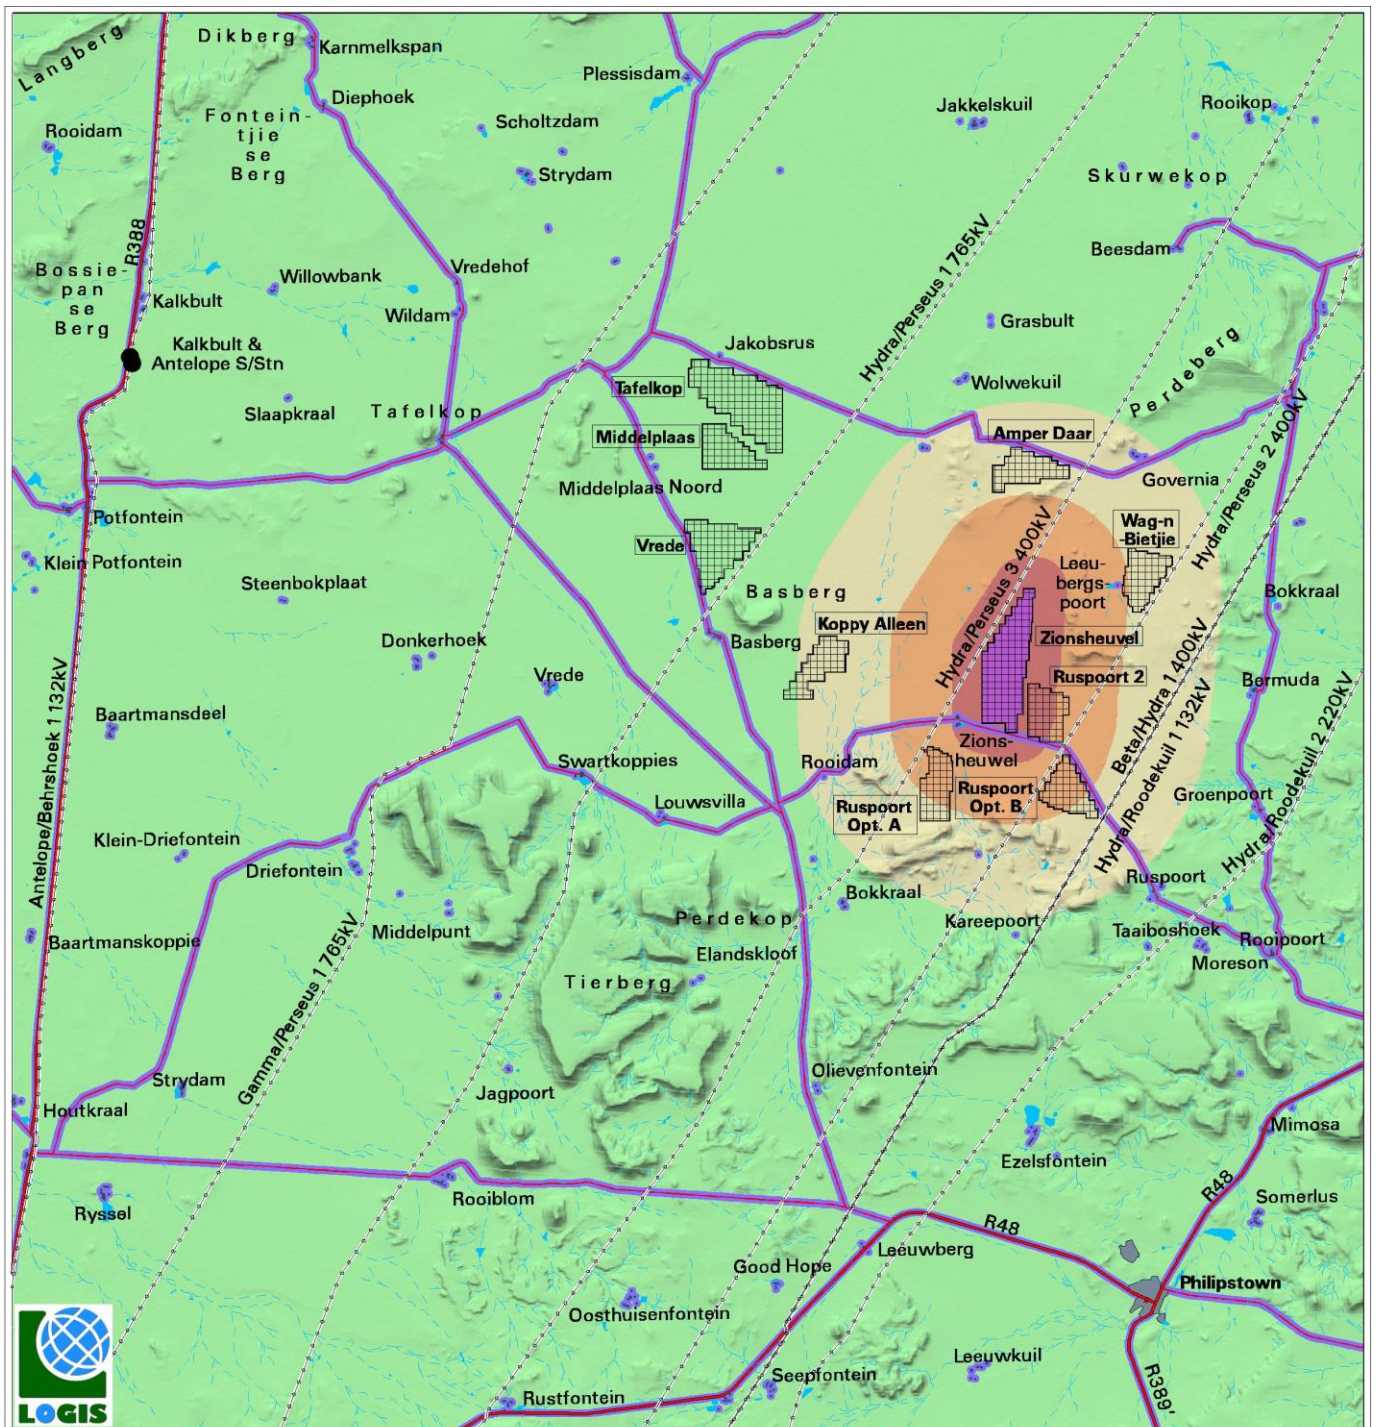 Langberg
Dikberg
Karnmelkspan
Plessisdam
Diephoek
Jakkelskuil
Rooikop
Rooidam
Fontein-
tjie
se
Berg
Scholtzdam
Strydam
Skurwekop
R388
Beesdam
Hydra/Perseus 1 765kV
Bossie-
pan
se
Berg
Willowbank
Vredehof
Kalkbult
Wildam
Grasbult
Kalkbult &
Antelope S/Stn
Jakobsrus
Perdeberg
Tafelkop
Wolwekuil
Slaapkraal
Tafelkop
Middelplaas
Amper Daar
Hydra/Perseus 2 400kV
Middelplaas Noord
Governia
Potfontein
Hydra/Perseus 3 400kV
Wag-n
-Bietjie
Vrede
Klein Potfontein
Leeu-
bergs-
poort
Steenbokplaat
Basberg
Bokkraal
Koppy Alleen
Donkerhoek
Basberg
Zionsheuvel
Vrede
Ruspoort 2
Bermuda
Antelope/Behrshoek 1 132kV
Baartmansdeel
Beta/Hydra 1 400kV
Hydra/Roodekuil 1 132kV
Hydra/Roodekuil 2 220kV
Zions-
heuwel
Swartkoppies
Rooidam
Louwsvilla
Ruspoort
Opt. A
Ruspoort
Opt. B
Groenpoort
Klein-Driefontein
Driefontein
Ruspoort
Bokkraal
Perdekop
Kareepoort
Middelpunt
Taaiboshoek
Rooipoort
Baartmanskoppie
Elandskloof
Moreson
Tierberg
Gamma/Perseus 1 765kV
Strydam
Olievenfontein
Jagpoort
Houtkraal
Mimosa
Ezelsfontein
Rooiblom
R48
Somerlus
Ryssel
R48
Leeuwberg
Good Hope
Philipstown
Oosthuisenfontein
Leeuwkuil
Seepfontein
R389'
Rustfontein
LOGIS